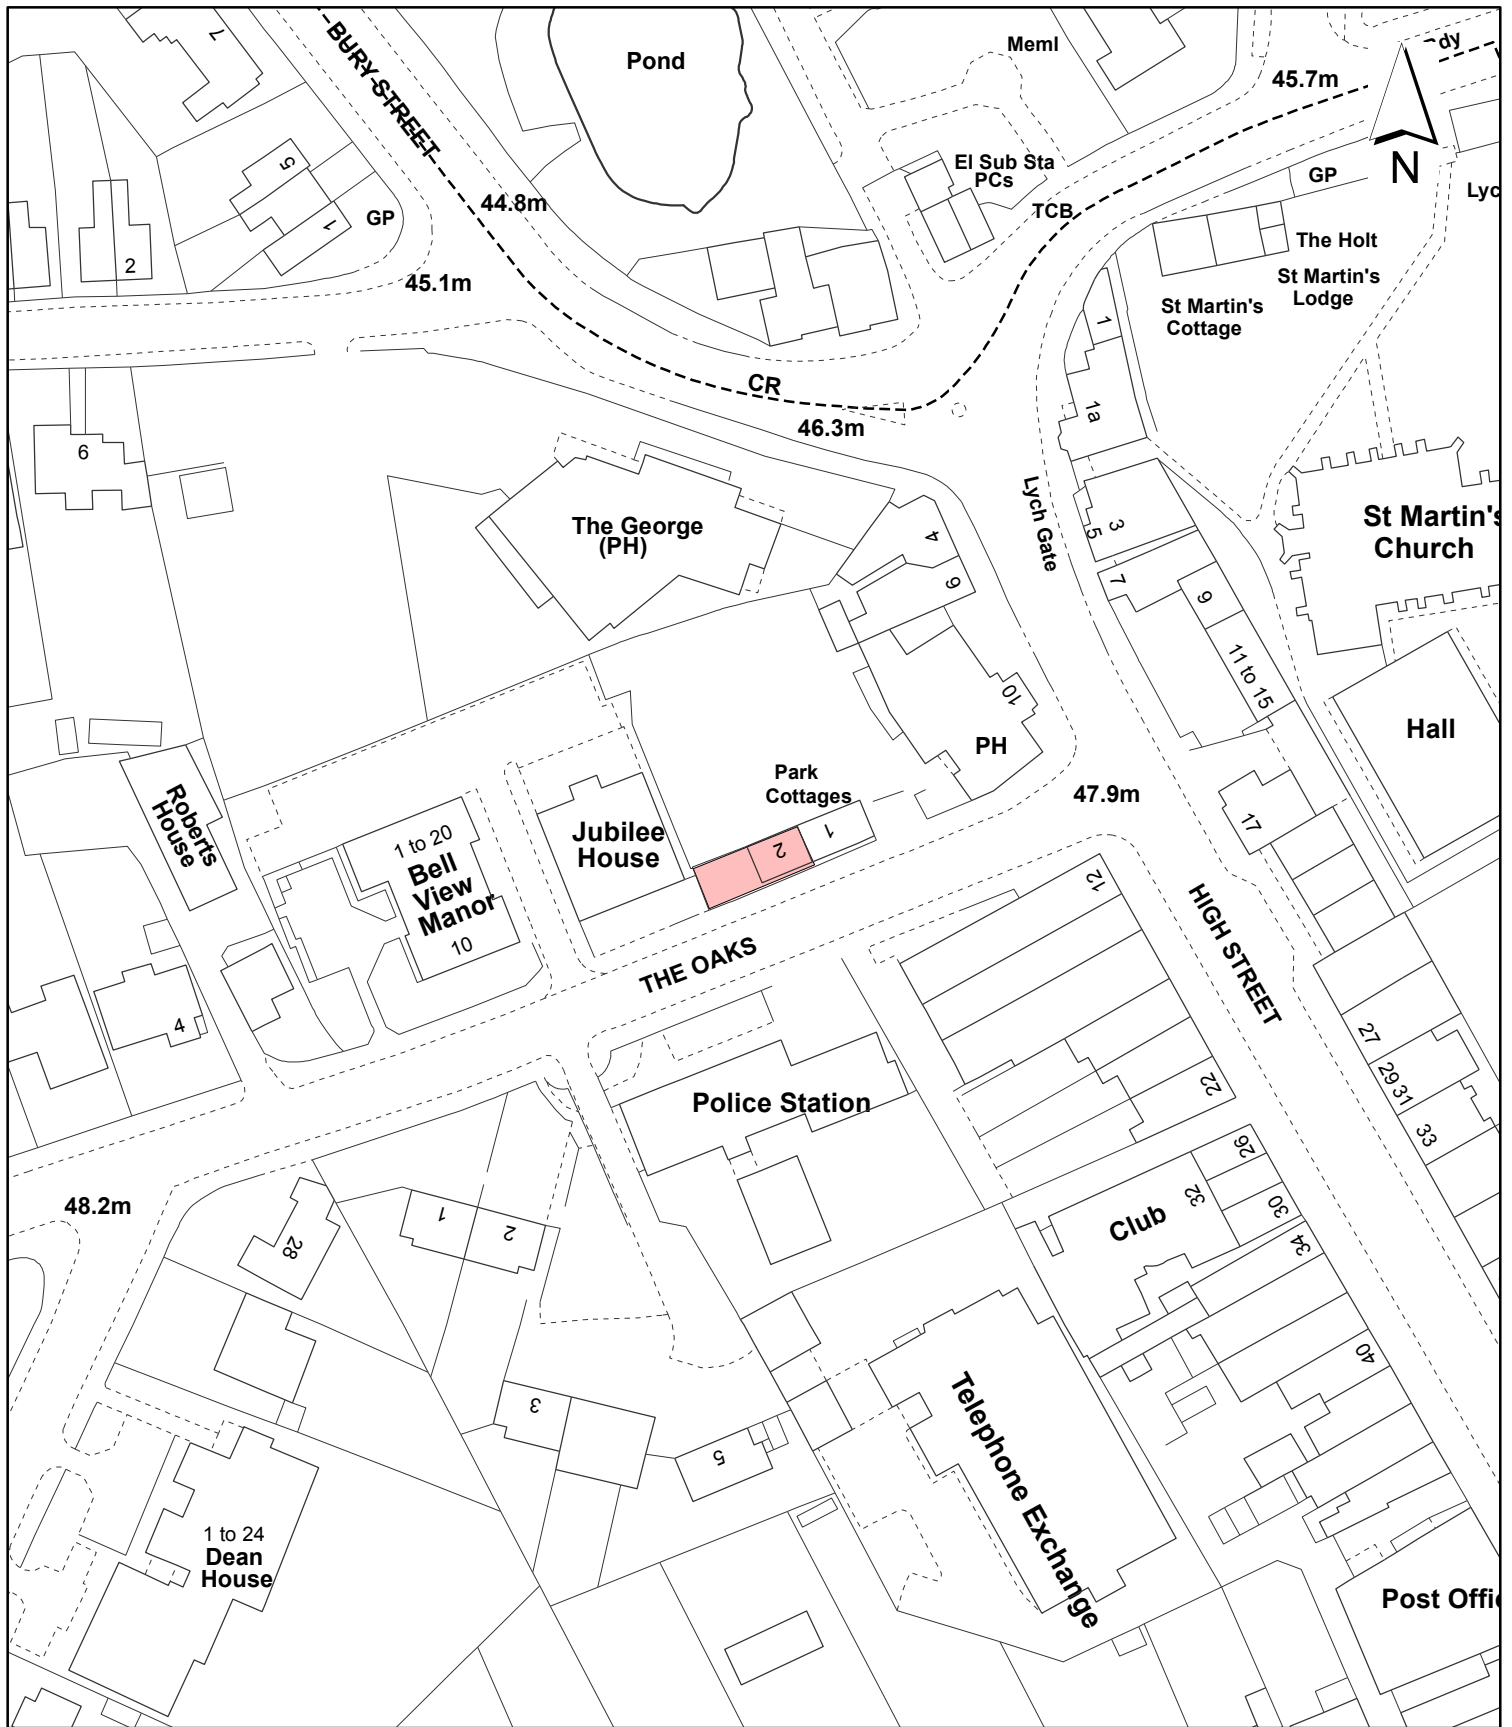 7
BURY STREET
Pond
Meml
45.7m
dy
N
5
1
GP
2
44.8m
45.1m
El Sub Sta
PCs
TCB
GP
Lyc
The Holt
St Martin's
Lodge
St Martin's
Cottage
1
1a
CR
46.3m
6
The George
(PH)
4
6
Lych Gate
3
5
7
9
11 to 15
St Martin's
Church
Hall
10
PH
Park
Cottages
47.9m
Roberts
House
1 to 20
Bell
View
Manor
10
Jubilee
House
2
1
17
12
HIGH STREET
THE OAKS
4
27
29 31
33
Police Station
22
26
32
30
34
Club
48.2m
28
1
2
3
5
40
Telephone Exchange
1 to 24
Dean
House
Post Offi